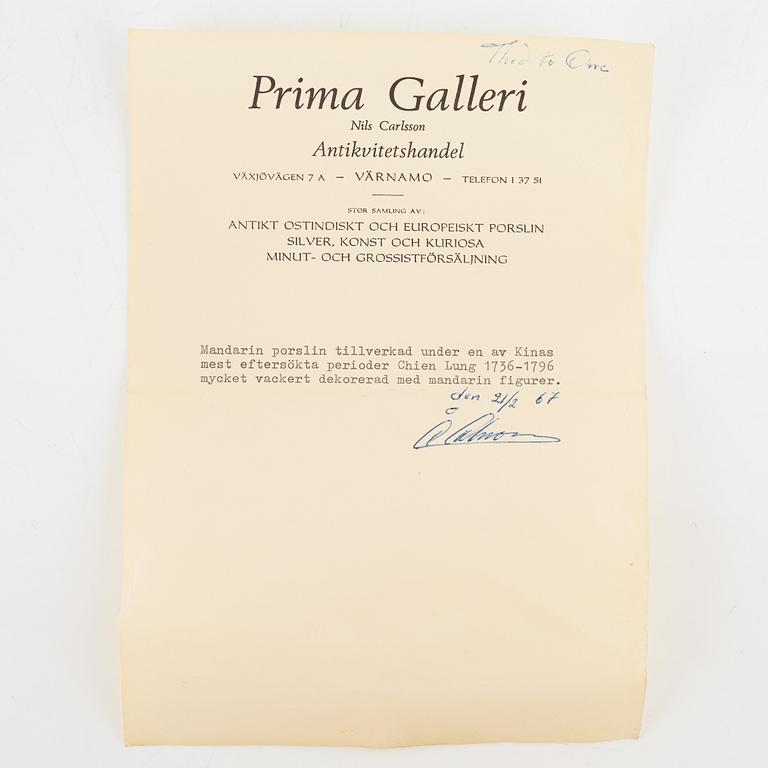 Prima Galleri
Nils Carlsson
Antikvitetshandel
VÄXJÖVÄGEN 7 A – VÄRNAMO – TELEFON 1 37 51
STOR SAMLING AV:
ANTIKT OSTINDISKT OCH EUROPEISKT PORSLIN
SILVER, KONST OCH KURIOSA
MINUT- OCH GROSSISTFÖRSÄLJNING
Mandarin porslin tillverkad under en av Kinas
mest eftersökta perioder Chien Lung 1736-1796
mycket vackert dekorerad med mandarin figurer.
den 21/2 67